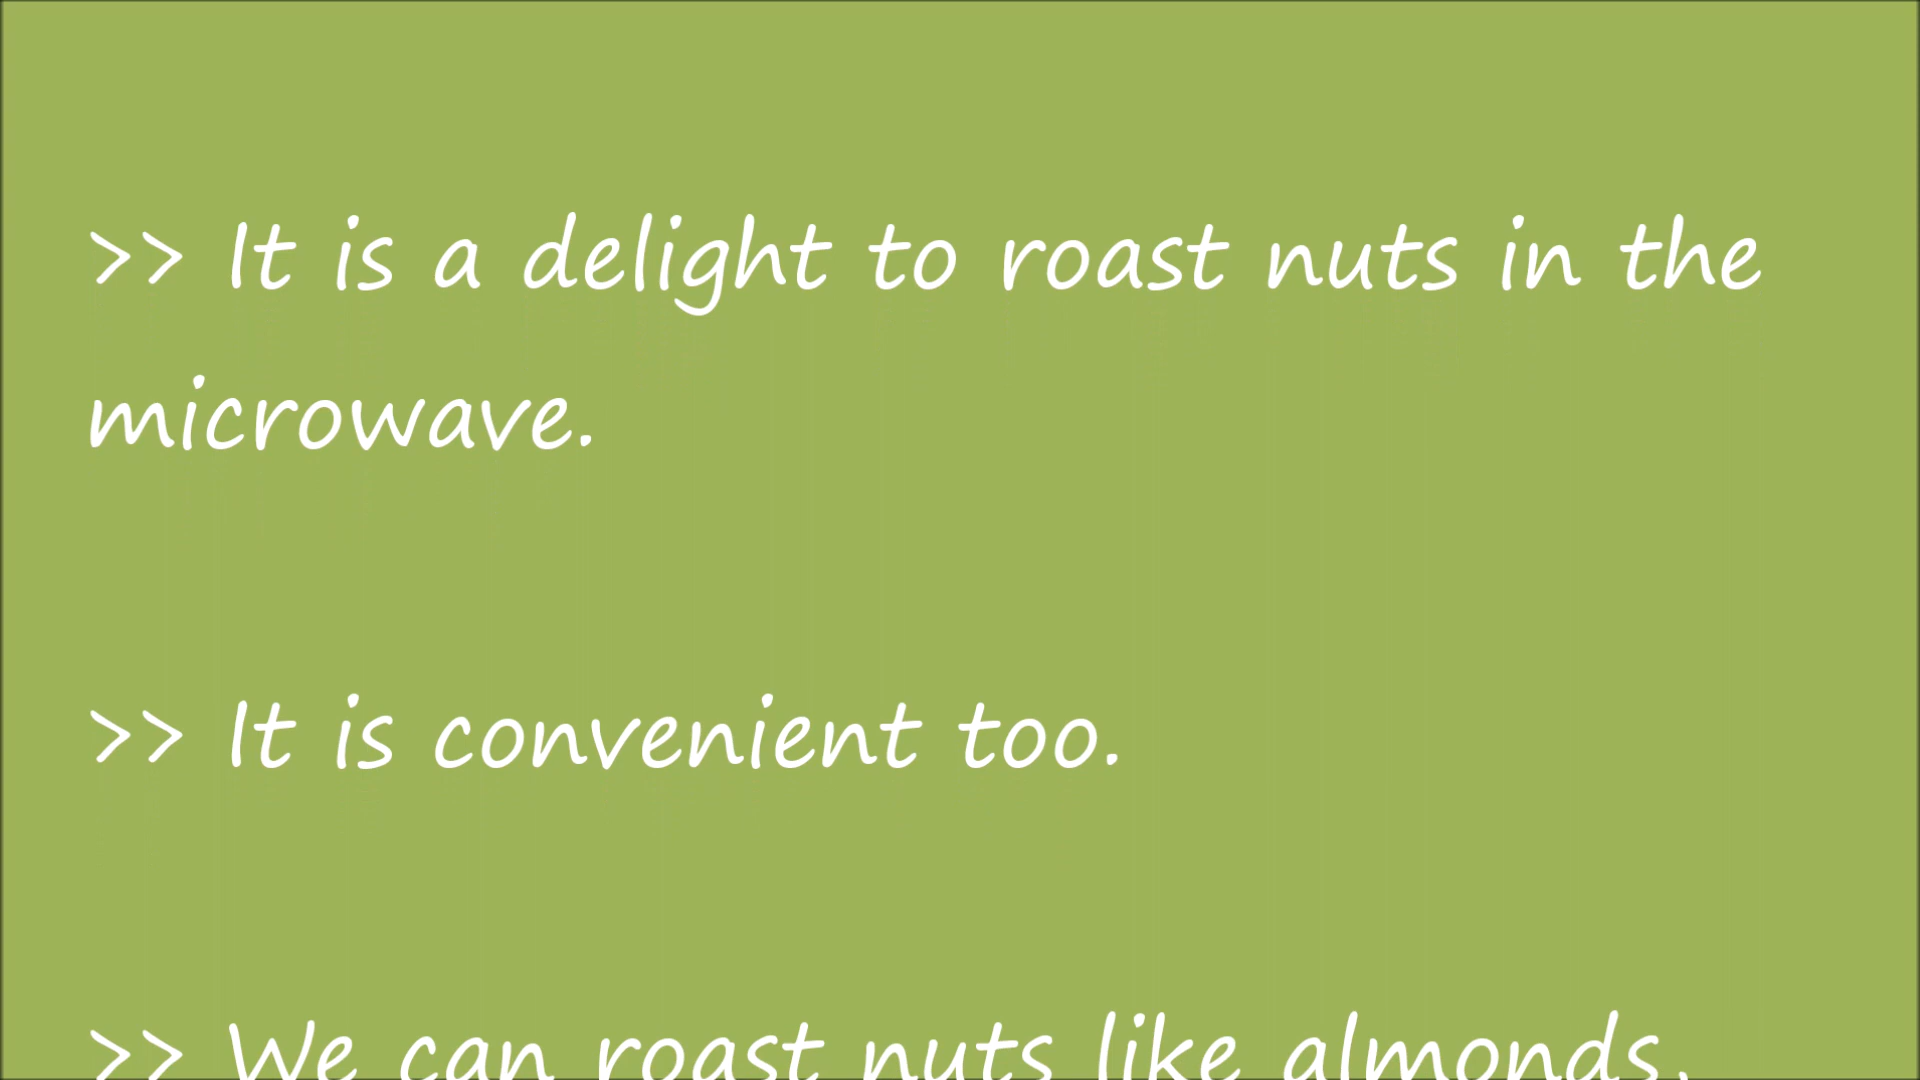 >> It is a delight to roast nuts in the
microwave.
>> It is convenient too.
>> We can roast nuts like almonds,